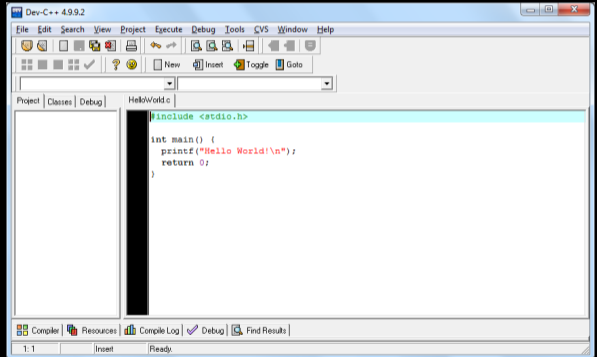 Dev-C++ 4.9.9.2
File Edit Search View Project Execute Debug Tools CVS Window Help
New Insert Toggle Goto
Project Classes Debug HelloWorld.c
#include <stdio.h>
int main() {
printf("Hello World!\n");
return 0;
}
Compiler Resources Compile Log Debug Find Results
1: 1 Insert Ready.